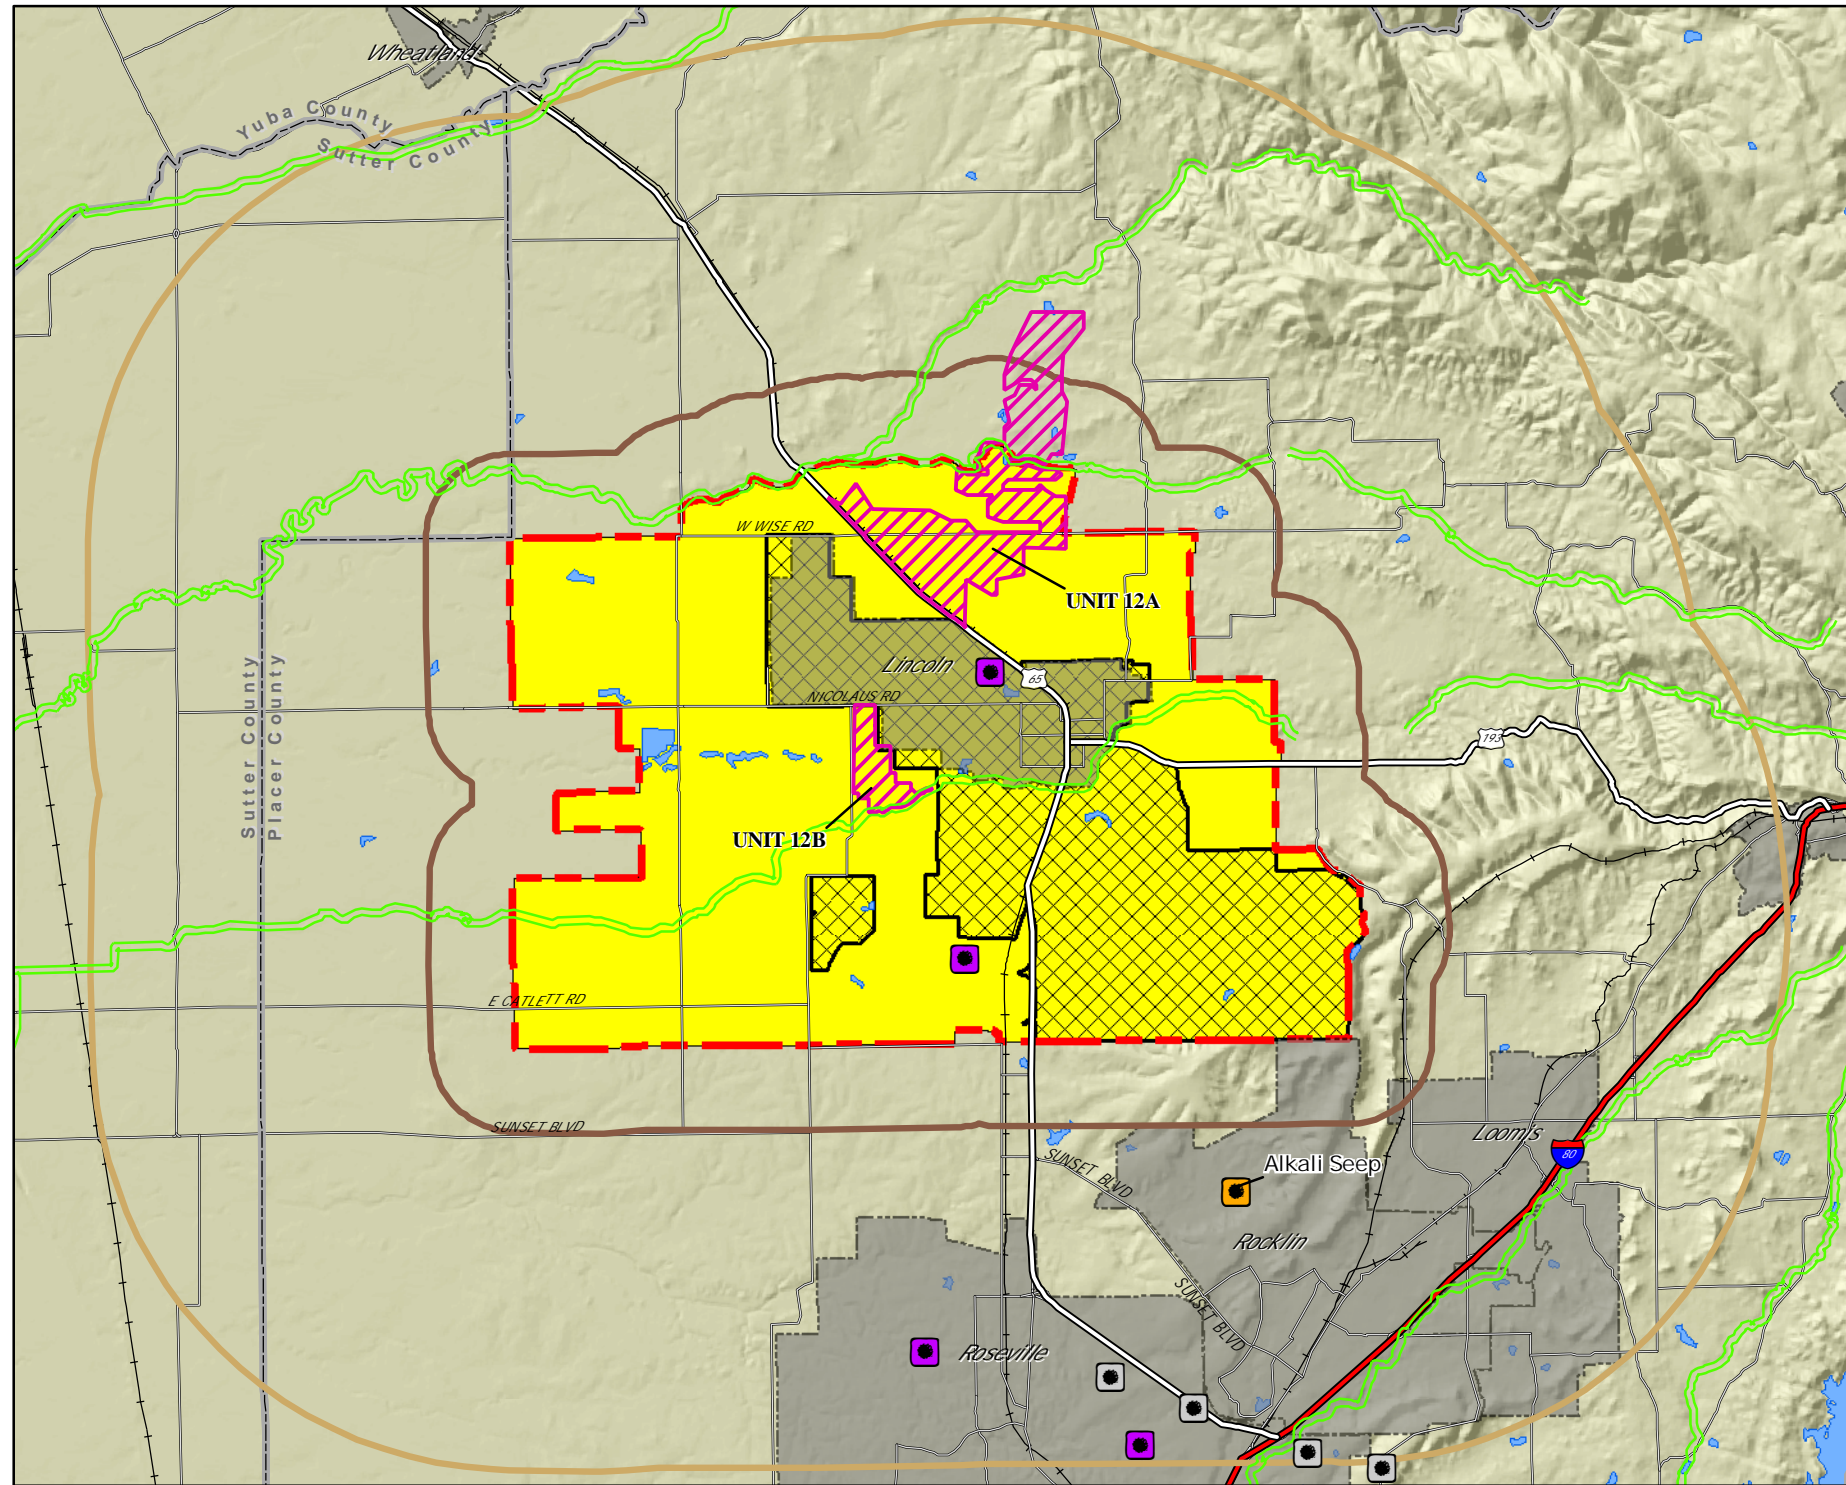 Wheatland
Yuba County
Sutter County
W WISE RD
UNIT 12A
Lincoln
65
NICOLAUS RD
193
Sutter County
Placer County
UNIT 12B
E CATLETT RD
SUNSET BLVD
Loomis
80
SUNSET BLVD
Alkali Seep
Rocklin
SUNSET BLVD
Roseville